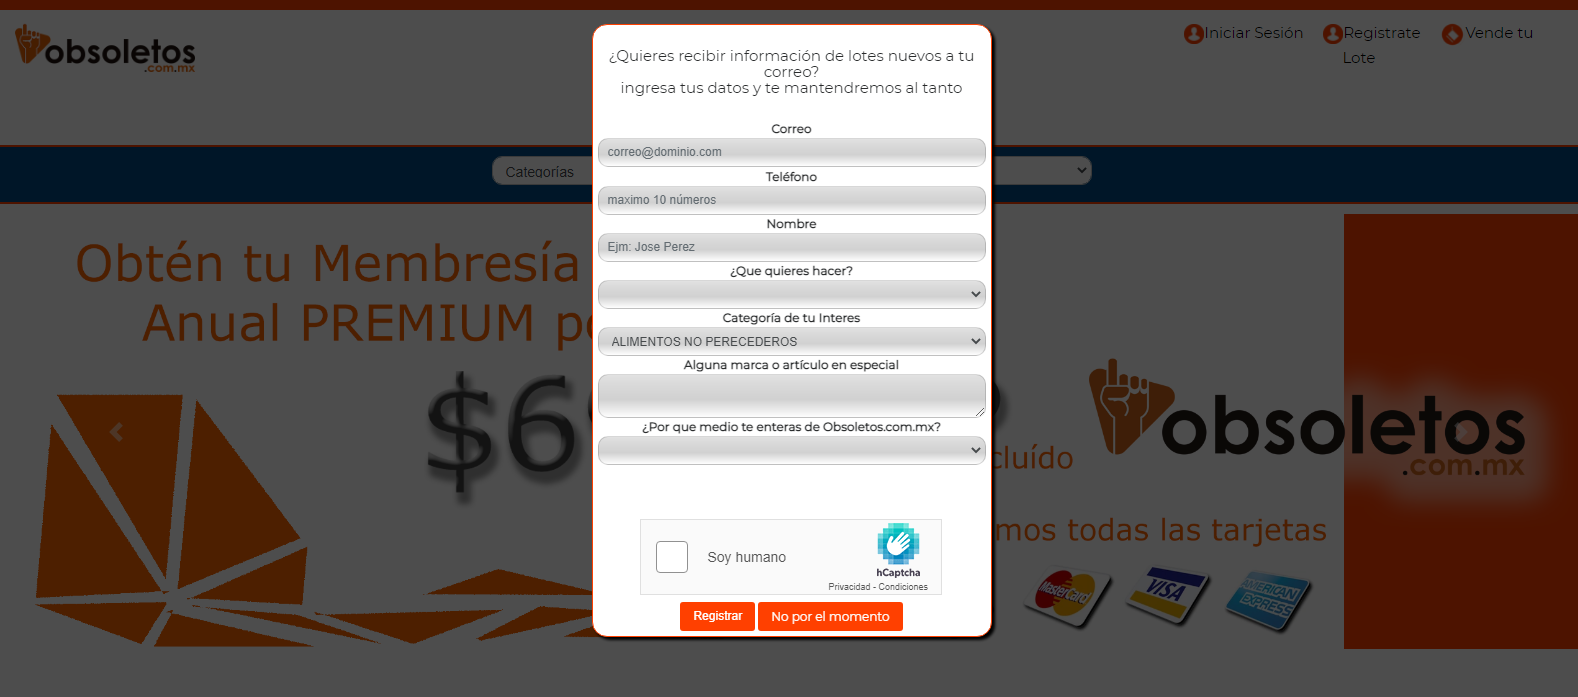 obsoletos
.com.mx
Iniciar Sesión
Registrate
Vende tu
Lote
¿Quieres recibir información de lotes nuevos a tu
correo?
ingresa tus datos y te mantendremos al tanto
Correo
correo@dominio.com
Teléfono
maximo 10 números
Nombre
Ejm: Jose Perez
¿Que quieres hacer?
Categoría de tu Interes
ALIMENTOS NO PERECEDEROS
Alguna marca o artículo en especial
¿Por que medio te enteras de Obsoletos.com.mx?
Soy humano
hCaptcha
Privacidad - Condiciones
Registrar
No por el momento
Categorías
Obtén tu Membresía
Anual PREMIUM
obsoletos
.com.mx
MasterCard
VISA
AMERICAN
EXPRESS
todas las tarjetas